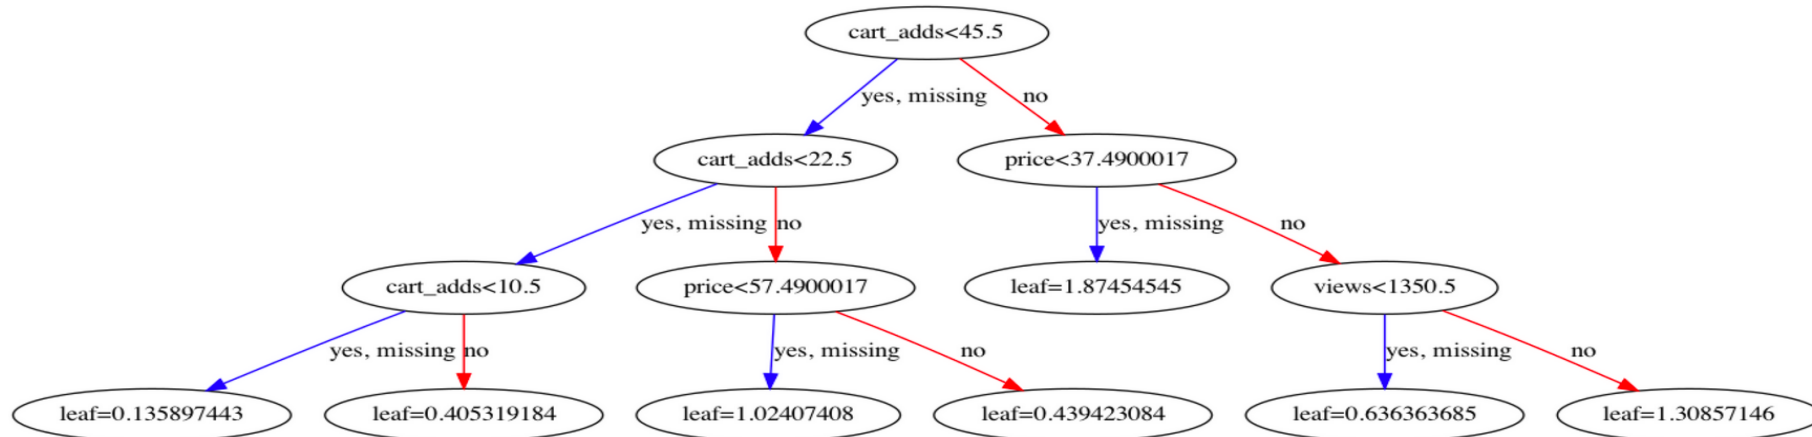 cart_adds<45.5
yes, missing
no
cart_adds<22.5
price<37.4900017
yes, missing
no
yes, missing
no
cart_adds<10.5
price<57.4900017
leaf=1.87454545
views<1350.5
yes, missing
no
yes, missing
no
yes, missing
no
leaf=0.135897443
leaf=0.405319184
leaf=1.02407408
leaf=0.439423084
leaf=0.636363685
leaf=1.30857146